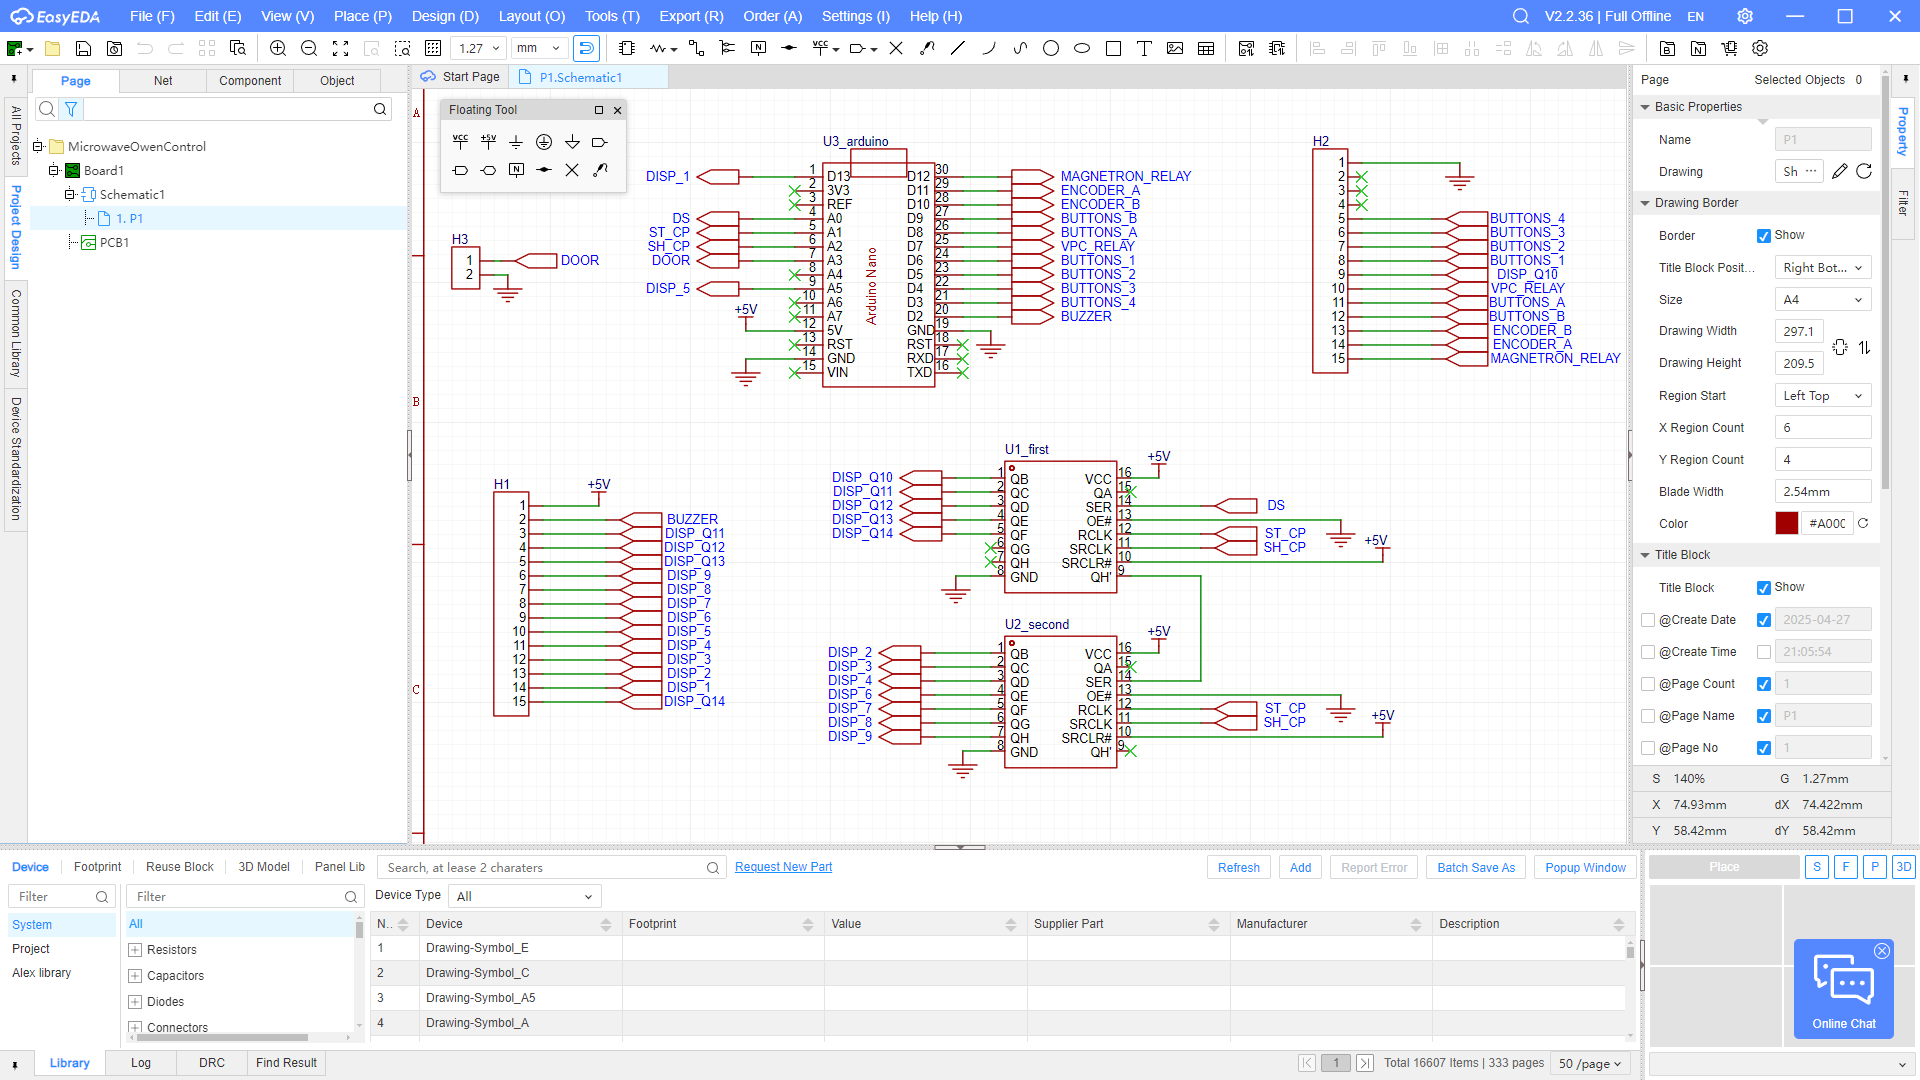 EasyEDA File (F) Edit (E) View (V) Place (P) Design (D) Layout (O) Tools (T) Export (R) Order (A) Settings (I) Help (H) V2.2.36 | Full Offline EN
1.27 mm
Page Net Component Object
Start Page P1.Schematic1
All Projects
Project Design
Common Library
Device Standardization
MicrowaveOwenControl
Board1
Schematic1
1. P1
PCB1
Floating Tool
VCC +5V
A
B
C
H3
1
2
DOOR
U3_arduino
Arduino Nano
DISP_1
DS
ST_CP
SH_CP
DOOR
DISP_5
+5V
1 D13
2 3V3
3 REF
4 A0
5 A1
6 A2
7 A3
8 A4
9 A5
10 A6
11 A7
12 5V
13 RST
14 GND
15 VIN
D12 30 MAGNETRON_RELAY
D11 29 ENCODER_A
D10 28 ENCODER_B
D9 27 BUTTONS_B
D8 26 BUTTONS_A
D7 25 VPC_RELAY
D6 24 BUTTONS_1
D5 23 BUTTONS_2
D4 22 BUTTONS_3
D3 21 BUTTONS_4
D2 20 BUZZER
GND 19
RST 18
RXD 17
TXD 16
H2
1
2
3
4
5 BUTTONS_4
6 BUTTONS_3
7 BUTTONS_2
8 BUTTONS_1
9 DISP_Q10
10 VPC_RELAY
11 BUTTONS_A
12 BUTTONS_B
13 ENCODER_B
14 ENCODER_A
15 MAGNETRON_RELAY
H1
+5V
1
2 BUZZER
3 DISP_Q11
4 DISP_Q12
5 DISP_Q13
6 DISP_9
7 DISP_8
8 DISP_7
9 DISP_6
10 DISP_5
11 DISP_4
12 DISP_3
13 DISP_2
14 DISP_1
15 DISP_Q14
U1_first
DISP_Q10 1 QB VCC 16 +5V
DISP_Q11 2 QC QA 15
DISP_Q12 3 QD SER 14 DS
DISP_Q13 4 QE OE# 13
DISP_Q14 5 QF RCLK 12 ST_CP
6 QG SRCLK 11 SH_CP
7 QH SRCLR# 10 +5V
8 GND QH' 9
U2_second
DISP_2 1 QB VCC 16 +5V
DISP_3 2 QC QA 15
DISP_4 3 QD SER 14
DISP_6 4 QE OE# 13
DISP_7 5 QF RCLK 12 ST_CP
DISP_8 6 QG SRCLK 11 SH_CP
DISP_9 7 QH SRCLR# 10 +5V
8 GND QH' 9
Page Selected Objects 0
Basic Properties
Name P1
Drawing Sh ...
Drawing Border
Border Show
Title Block Posit... Right Bot...
Size A4
Drawing Width 297.1
Drawing Height 209.5
Region Start Left Top
X Region Count 6
Y Region Count 4
Blade Width 2.54mm
Color #A00C
Title Block
Title Block Show
@Create Date 2025-04-27
@Create Time 21:05:54
@Page Count 1
@Page Name P1
@Page No 1
S 140% G 1.27mm
X 74.93mm dX 74.422mm
Y 58.42mm dY 58.42mm
Property
Filter
Device Footprint Reuse Block 3D Model Panel Lib Search, at lease 2 charaters Request New Part Refresh Add Report Error Batch Save As Popup Window Place S F P 3D
Filter Filter Device Type All
System
Project
Alex library
All
Resistors
Capacitors
Diodes
Connectors
N.. Device Footprint Value Supplier Part Manufacturer Description
1 Drawing-Symbol_E
2 Drawing-Symbol_C
3 Drawing-Symbol_A5
4 Drawing-Symbol_A
Online Chat
Library Log DRC Find Result 1 Total 16607 Items | 333 pages 50 /page